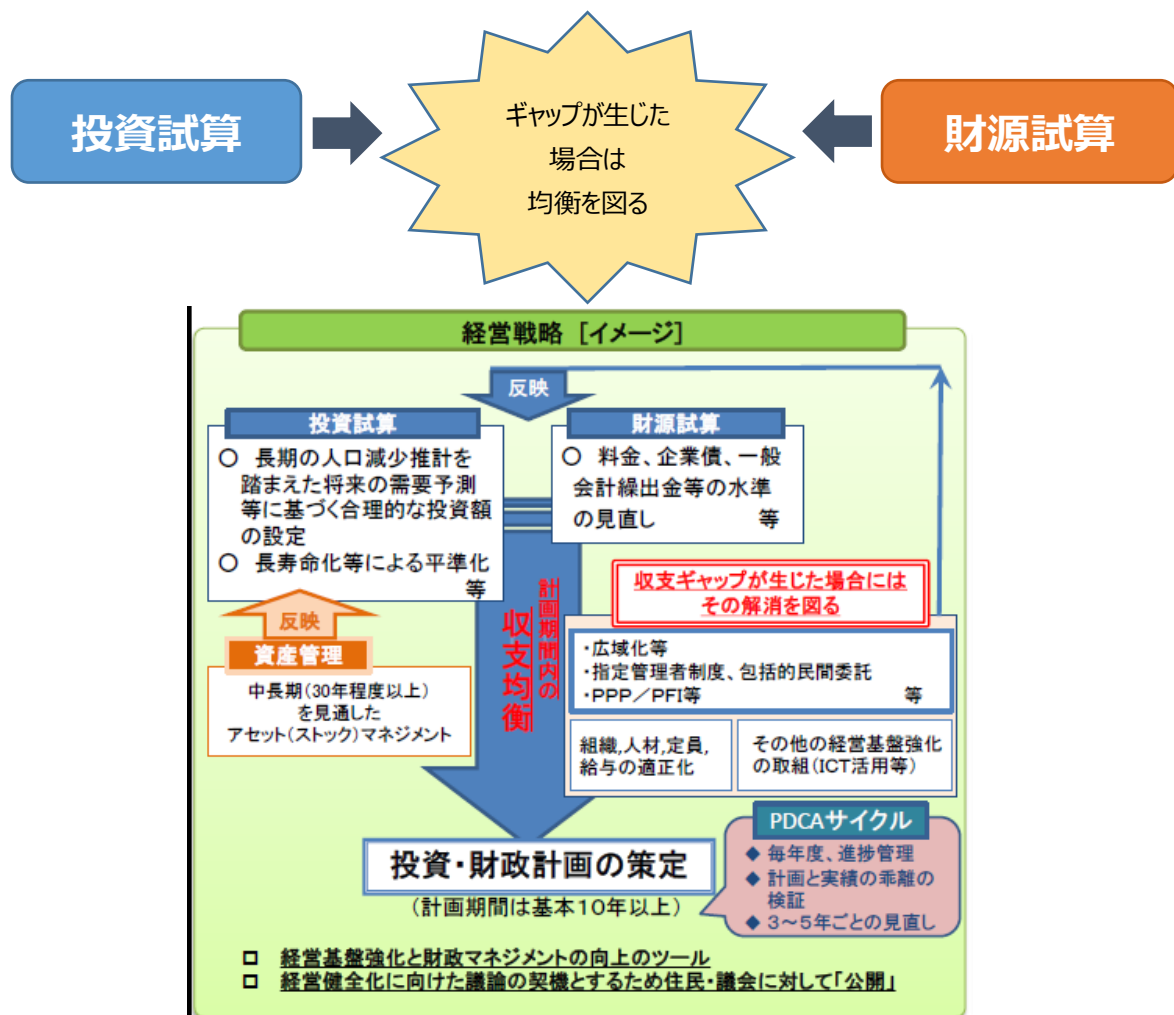 投資試算
ギャップが生じた
場合は
均衡を図る
財源試算
経営戦略 [イメージ]
反映
投資試算
○ 長期の人口減少推計を
踏まえた将来の需要予測
等に基づく合理的な投資額
の設定
○ 長寿命化等による平準化
等
財源試算
○ 料金、企業債、一般
会計繰出金等の水準
の見直し 等
反映
資産管理
中長期(30年程度以上)
を見通した
アセット(ストック)マネジメント
計画期間内の
収支均衡
収支ギャップが生じた場合には
その解消を図る
・広域化等
・指定管理者制度、包括的民間委託
・PPP/PFI等 等
組織,人材,定員,
給与の適正化
その他の経営基盤強化
の取組(ICT活用等)
投資・財政計画の策定
(計画期間は基本10年以上)
PDCAサイクル
◆ 毎年度、進捗管理
◆ 計画と実績の乖離の
検証
◆ 3~5年ごとの見直し
□ 経営基盤強化と財政マネジメントの向上のツール
□ 経営健全化に向けた議論の契機とするため住民・議会に対して「公開」